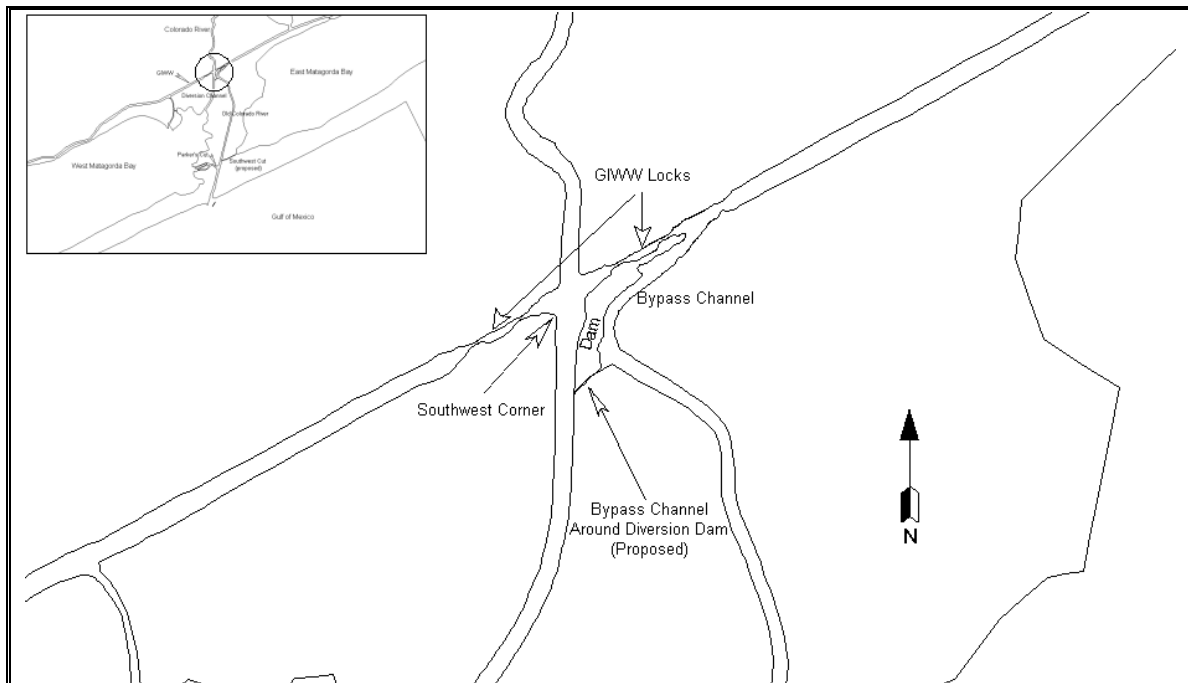 Colorado River
GIWW
East Matagorda Bay
Diversion Channel
Old Colorado River
Parker's Cut
Southwest Cut
(proposed)
West Matagorda Bay
Gulf of Mexico
GIWW Locks
Bypass Channel
Dam
Southwest Corner
Bypass Channel
Around Diversion Dam
(Proposed)
N